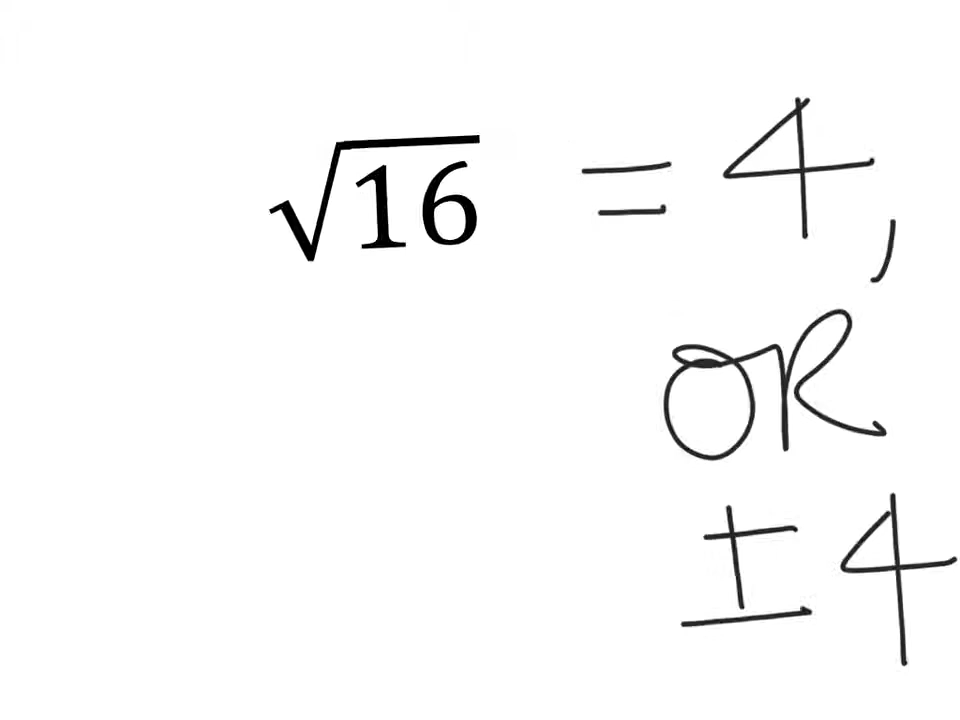 √16 = 4,
OR
±4